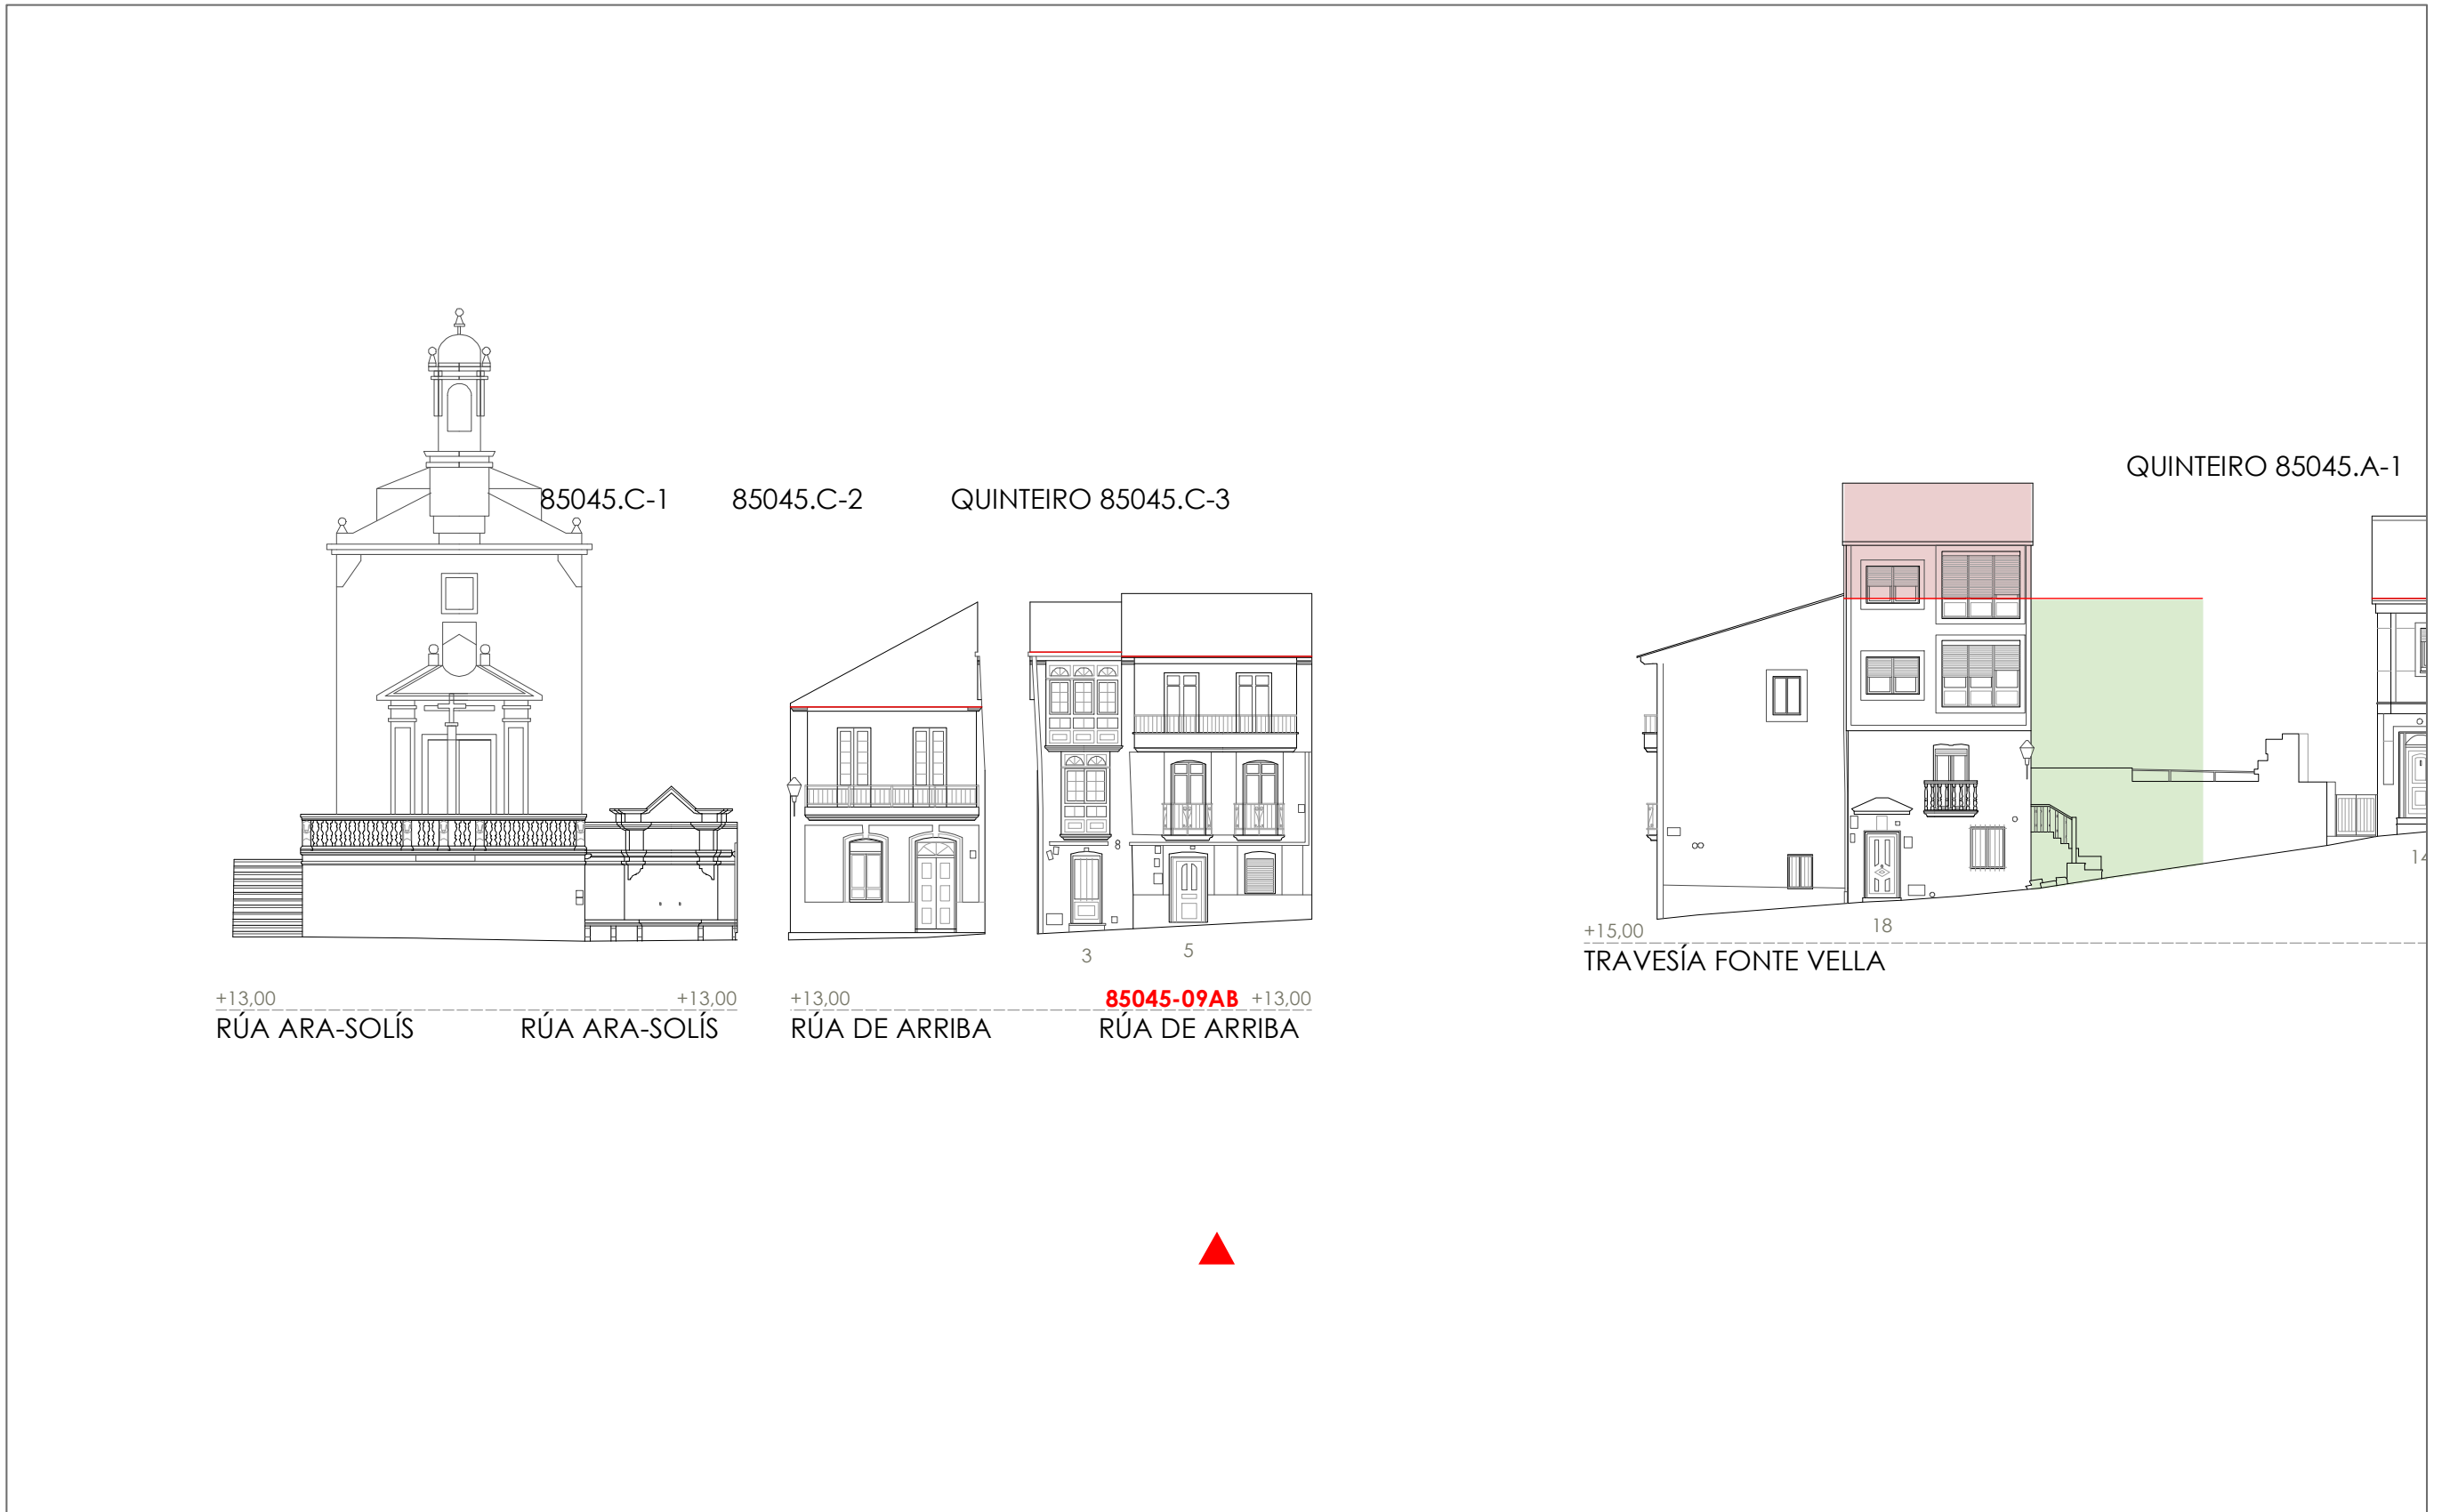 QUINTEIRO 85045.A-1
85045.C-1 85045.C-2 QUINTEIRO 85045.C-3
8
18
14
3 5
+15,00
TRAVESÍA FONTE VELLA
+13,00 +13,00 +13,00 85045-09AB +13,00
RÚA ARA-SOLÍS RÚA ARA-SOLÍS RÚA DE ARRIBA RÚA DE ARRIBA